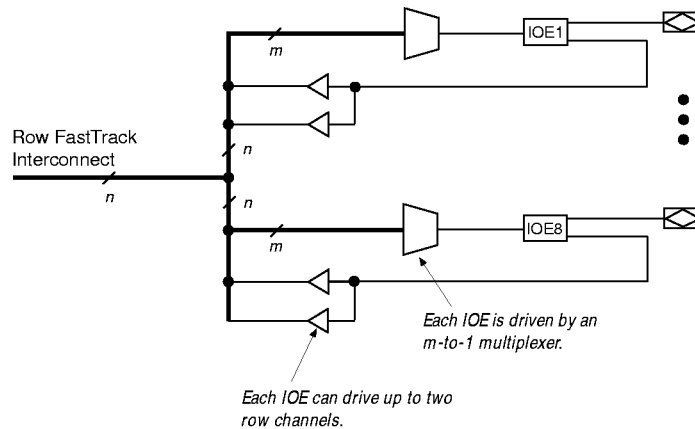 m
IOE1
Row FastTrack
Interconnect
n
n
n
m
IOE8
Each IOE is driven by an
m-to-1 multiplexer.
Each IOE can drive up to two
row channels.